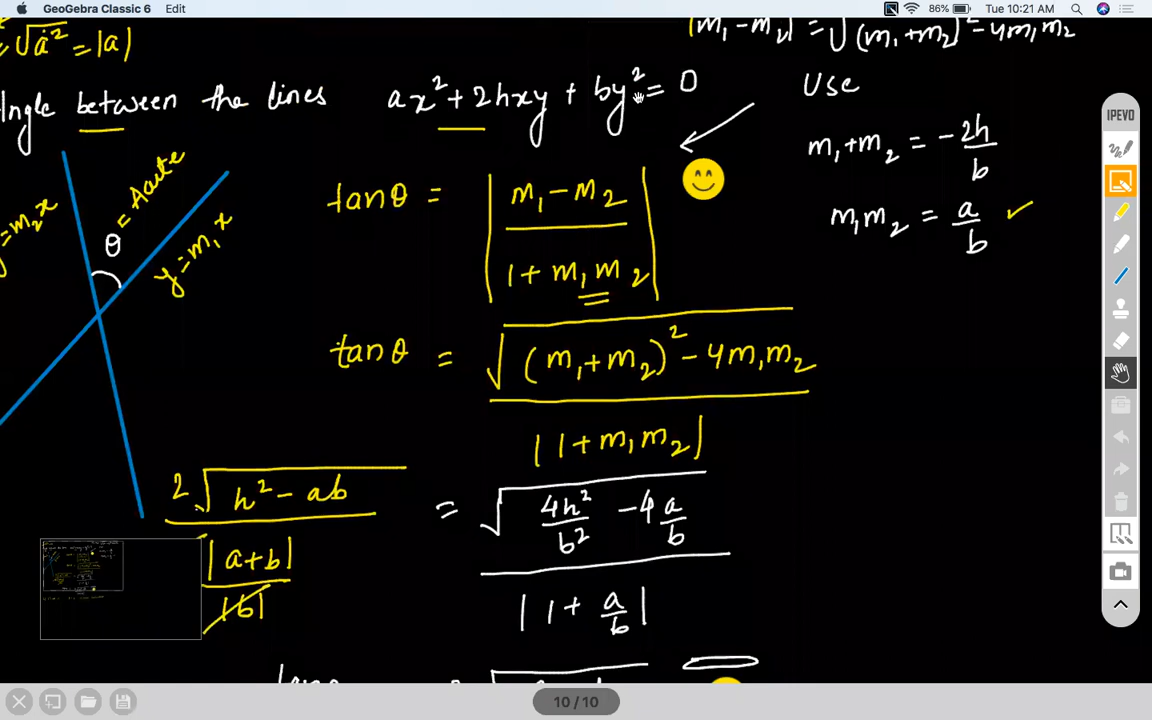 GeoGebra Classic 6 Edit 86% Tue 10:21 AM
= √a² = |a|
|m₁-m₂| = √(m₁+m₂)² - 4m₁m₂
Angle between the lines ax² + 2hxy + by² = 0
Use
m₁+m₂ = -2h/b
m₁m₂ = a/b ✓
θ = Acute
y=m₂x
y=m₁x
tanθ = |m₁-m₂ / 1+m₁m₂|
tanθ = √(m₁+m₂)² - 4m₁m₂ / |1+m₁m₂|
= √4h²/b² - 4a/b / |1 + a/b|
2√h² - ab / |a+b| / |b|
IPEVO
10 / 10